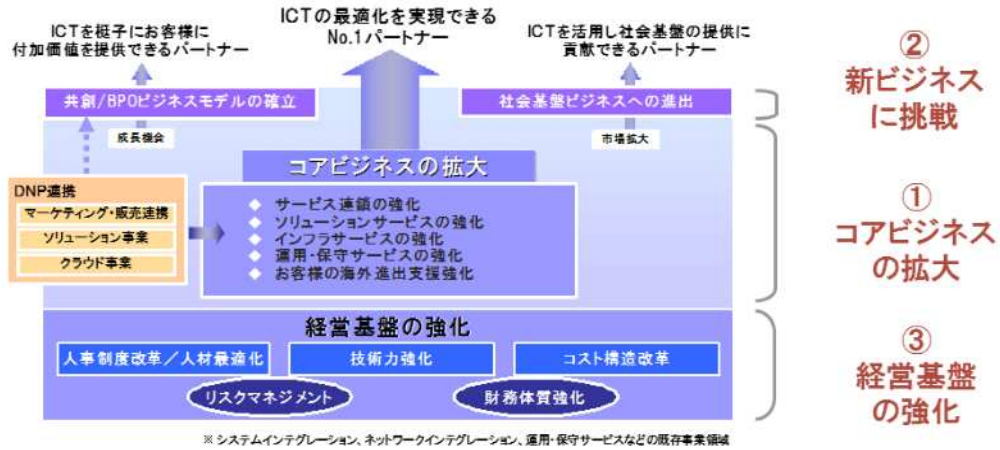 ICTを梃子にお客様に
付加価値を提供できるパートナー
ICTの最適化を実現できる
No.1パートナー
ICTを活用し社会基盤の提供に
貢献できるパートナー
共創/BPOビジネスモデルの確立
社会基盤ビジネスへの進出
②
新ビジネス
に挑戦
成長機会
市場拡大
コアビジネスの拡大
DNP連携
マーケティング・販売連携
ソリューション事業
クラウド事業
◆ サービス連鎖の強化
◆ ソリューションサービスの強化
◆ インフラサービスの強化
◆ 運用・保守サービスの強化
◆ お客様の海外進出支援強化
①
コアビジネス
の拡大
経営基盤の強化
人事制度改革／人材最適化
技術力強化
コスト構造改革
リスクマネジメント
財務体質強化
③
経営基盤
の強化
※ システムインテグレーション、ネットワークインテグレーション、運用・保守サービスなどの既存事業領域